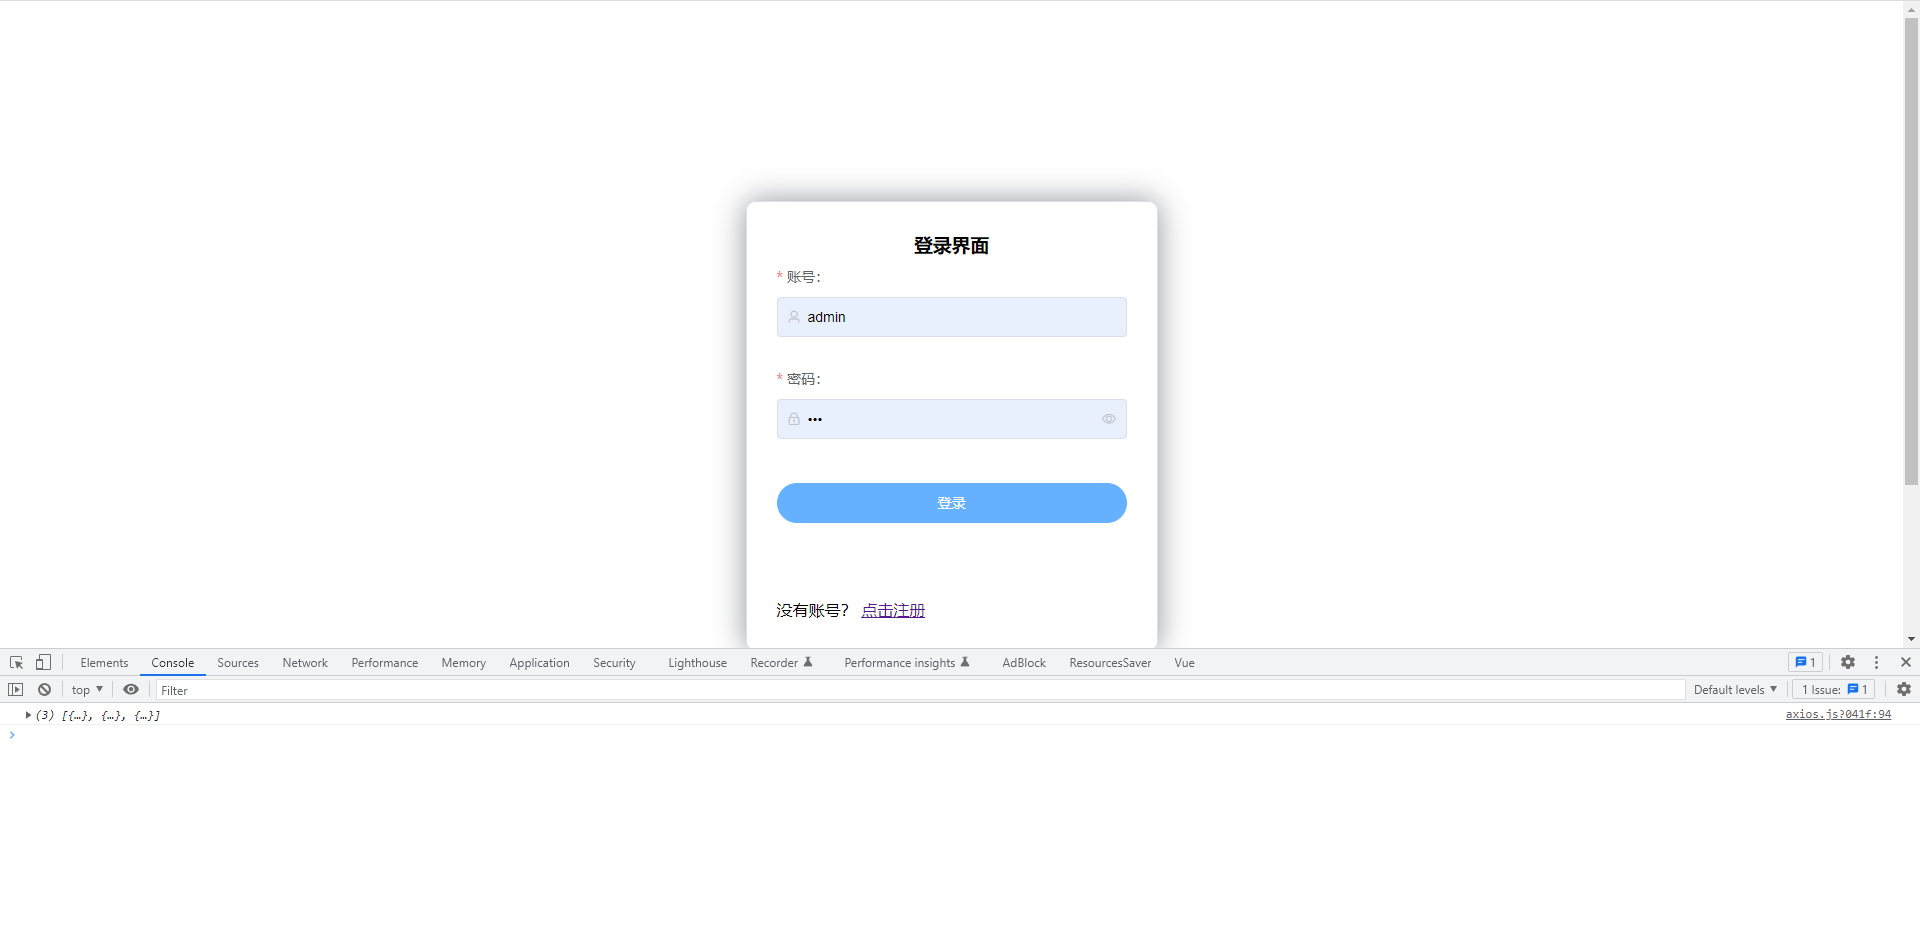 登录界面
* 账号:
admin
* 密码:
•••
登录
没有账号? 点击注册
Elements Console Sources Network Performance Memory Application Security Lighthouse Recorder Performance insights AdBlock ResourcesSaver Vue 1
top Filter Default levels 1 Issue: 1
(3) [{…}, {…}, {…}] axios.js?041f:94